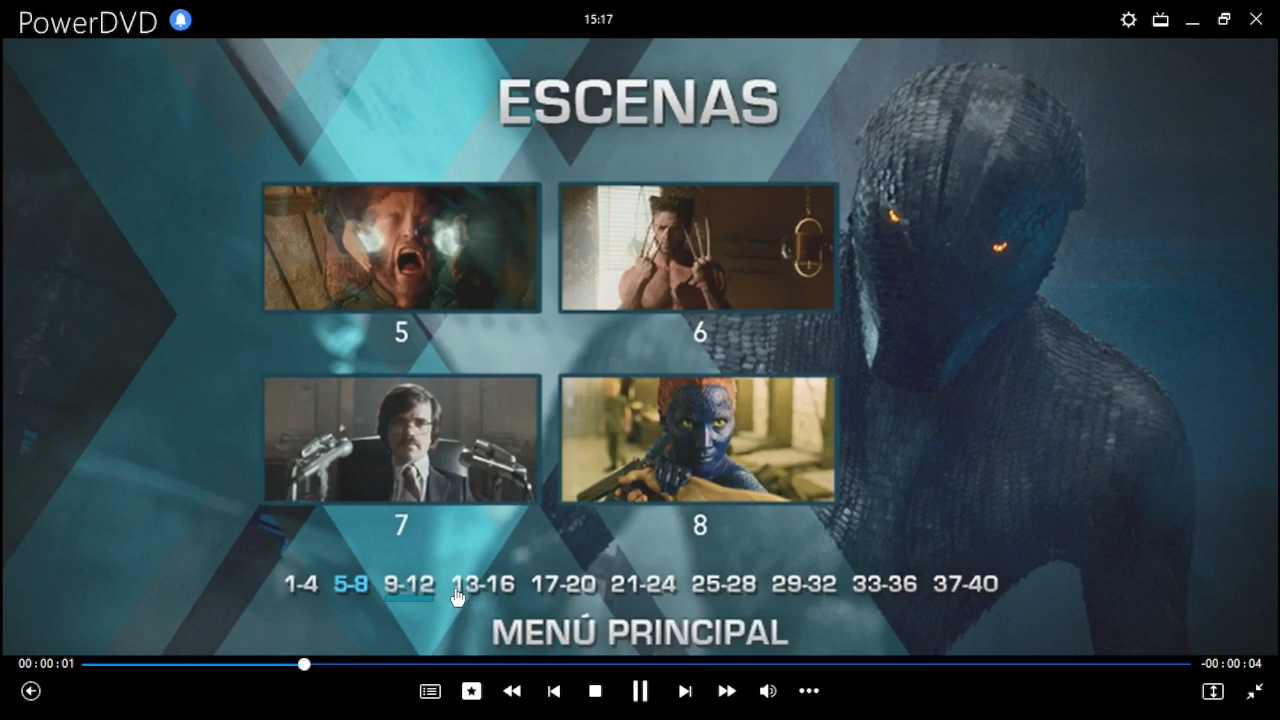 PowerDVD
15:17
ESCENAS
5
6
7
8
1-4 5-8 9-12 13-16 17-20 21-24 25-28 29-32 33-36 37-40
MENÚ PRINCIPAL
00:00:01
-00:00:04